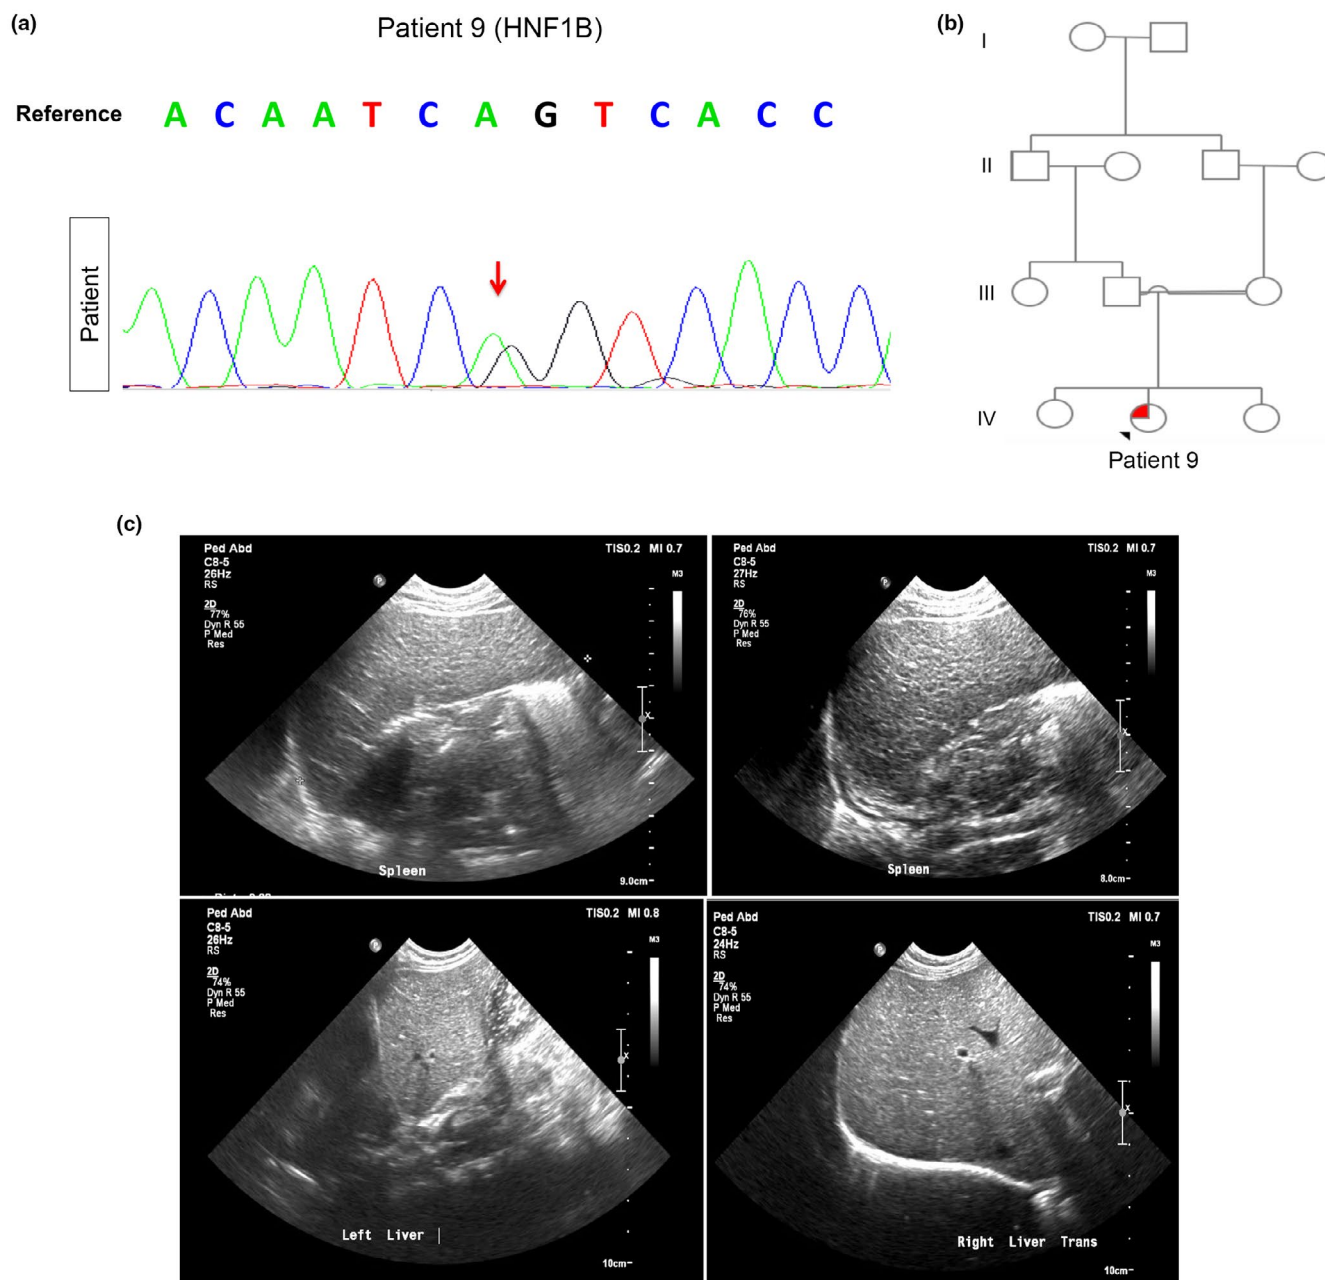 (a)
Patient 9 (HNF1B)
Reference A C A A T C A G T C A C C
Patient
(b)
I
II
III
IV
Patient 9
(c)
Ped Abd
C8-5
26Hz
RS
2D
77%
Dyn R 55
P Med
Res
TIS0.2 MI 0.7
M3
P
X
Spleen
9.0cm
Ped Abd
C8-5
27Hz
RS
2D
76%
Dyn R 55
P Med
Res
TIS0.2 MI 0.7
M3
P
X
Spleen
8.0cm
Ped Abd
C8-5
26Hz
RS
2D
74%
Dyn R 55
P Med
Res
TIS0.2 MI 0.8
M3
P
X
Left Liver
10cm
Ped Abd
C8-5
24Hz
RS
2D
74%
Dyn R 55
P Med
Res
TIS0.2 MI 0.7
M3
P
X
Right Liver Trans
10cm